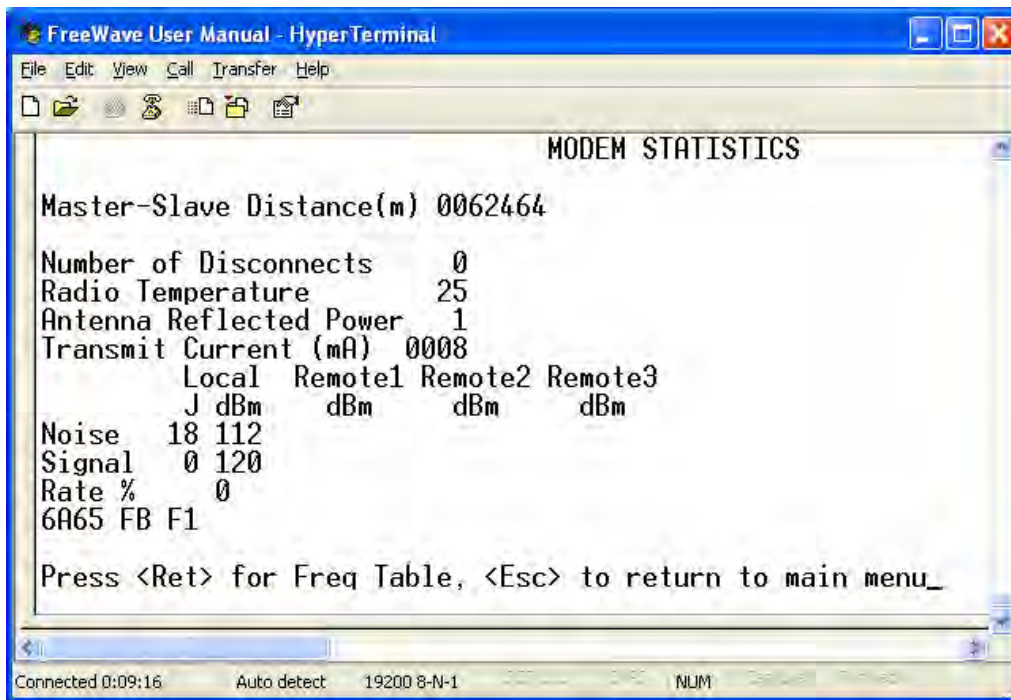 FreeWave User Manual - HyperTerminal
File Edit View Call Transfer Help
MODEM STATISTICS
Master-Slave Distance(m) 0062464
Number of Disconnects 0
Radio Temperature 25
Antenna Reflected Power 1
Transmit Current (mA) 0008
Local Remote1 Remote2 Remote3
J dBm dBm dBm dBm
Noise 18 112
Signal 0 120
Rate % 0
6A65 FB F1
Press <Ret> for Freq Table, <Esc> to return to main menu_
Connected 0:09:16 Auto detect 19200 8-N-1 NUM